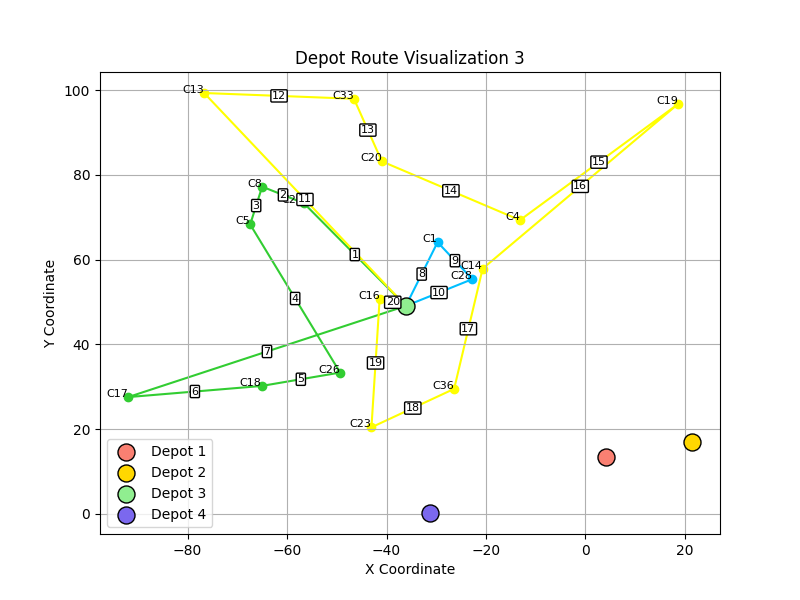 Depot Route Visualization 3
100
C13
12
C33
C19
13
80
C20
15
C8
16
2
14
11
3
C5
C4
C1
60
1
9
C14
8
C28
10
4
C16
20
Y Coordinate
40
17
7
19
C26
5
C18
C36
6
C17
18
20
C23
0
Depot 1
Depot 2
Depot 3
Depot 4
−80
−60
−40
−20
0
20
X Coordinate